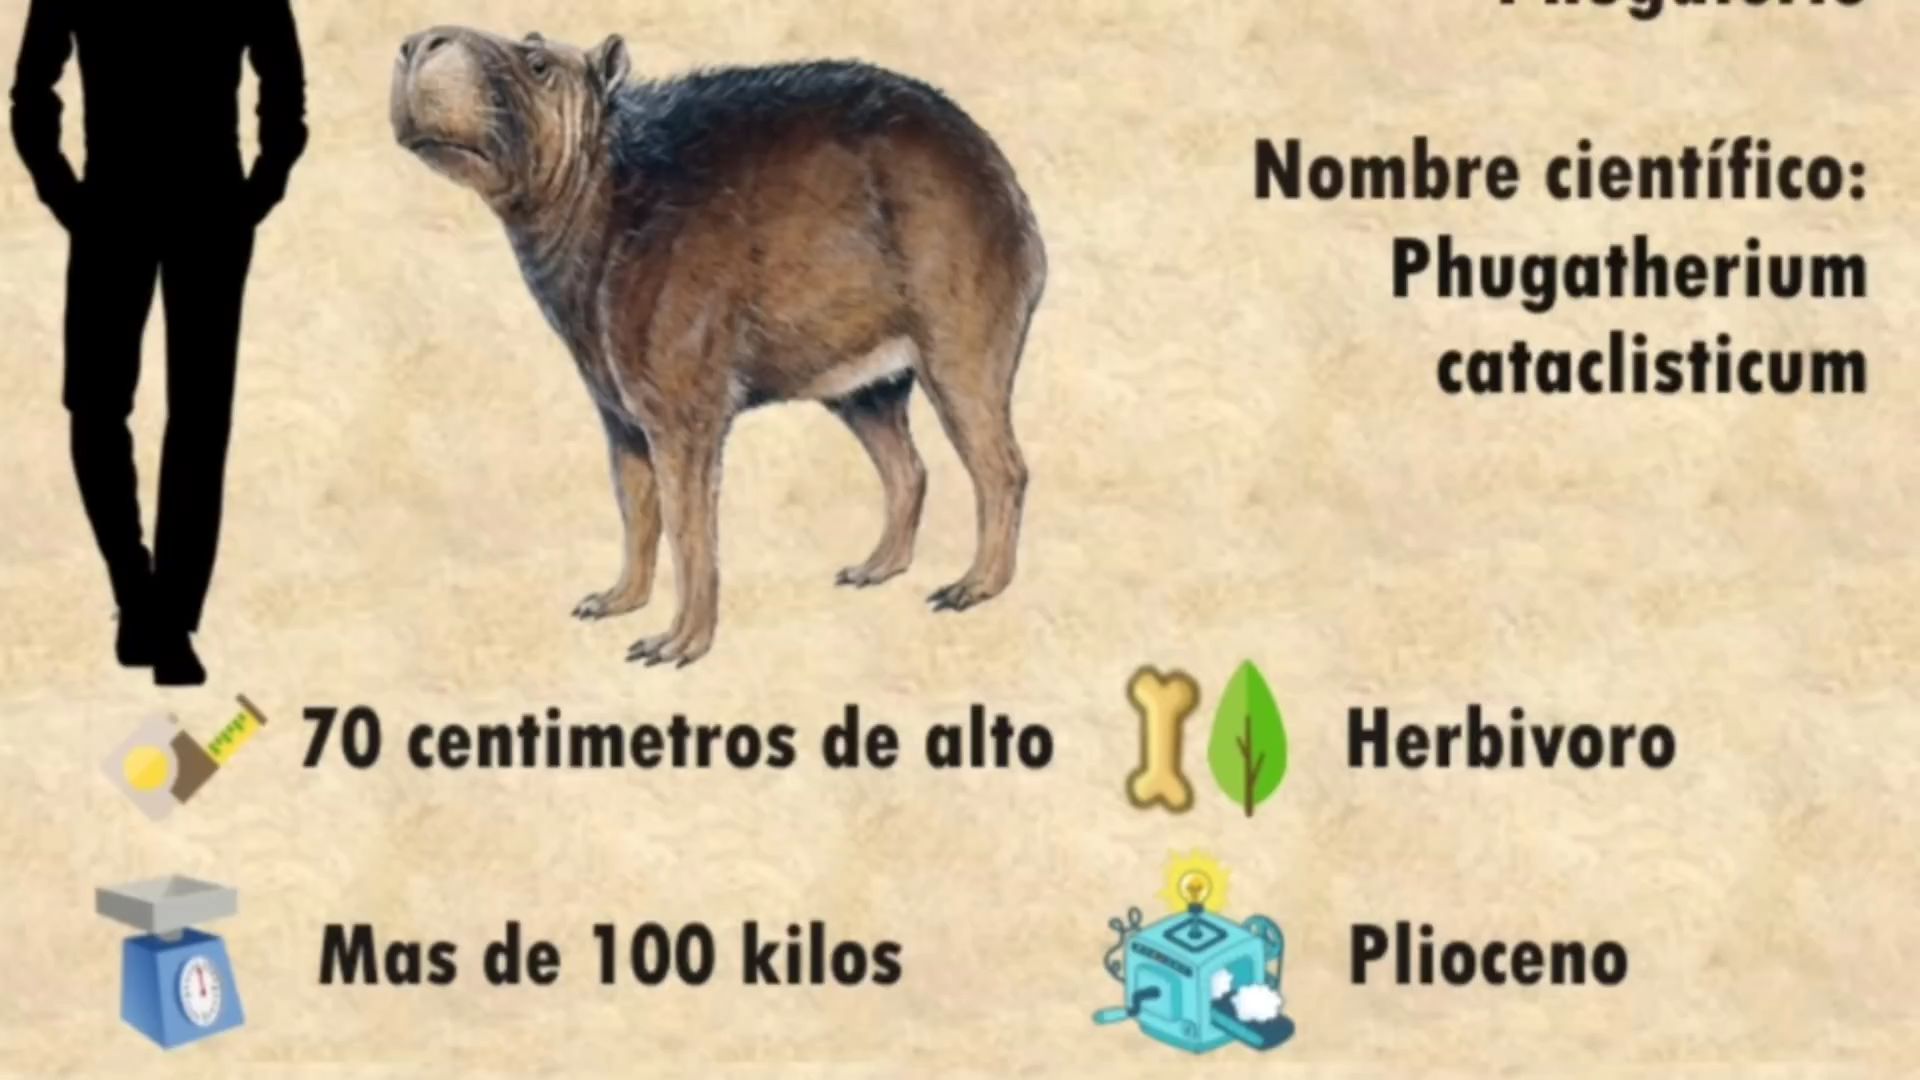 Nombre científico:
Phugatherium
cataclisticum
70 centimetros de alto
Herbivoro
Mas de 100 kilos
Plioceno